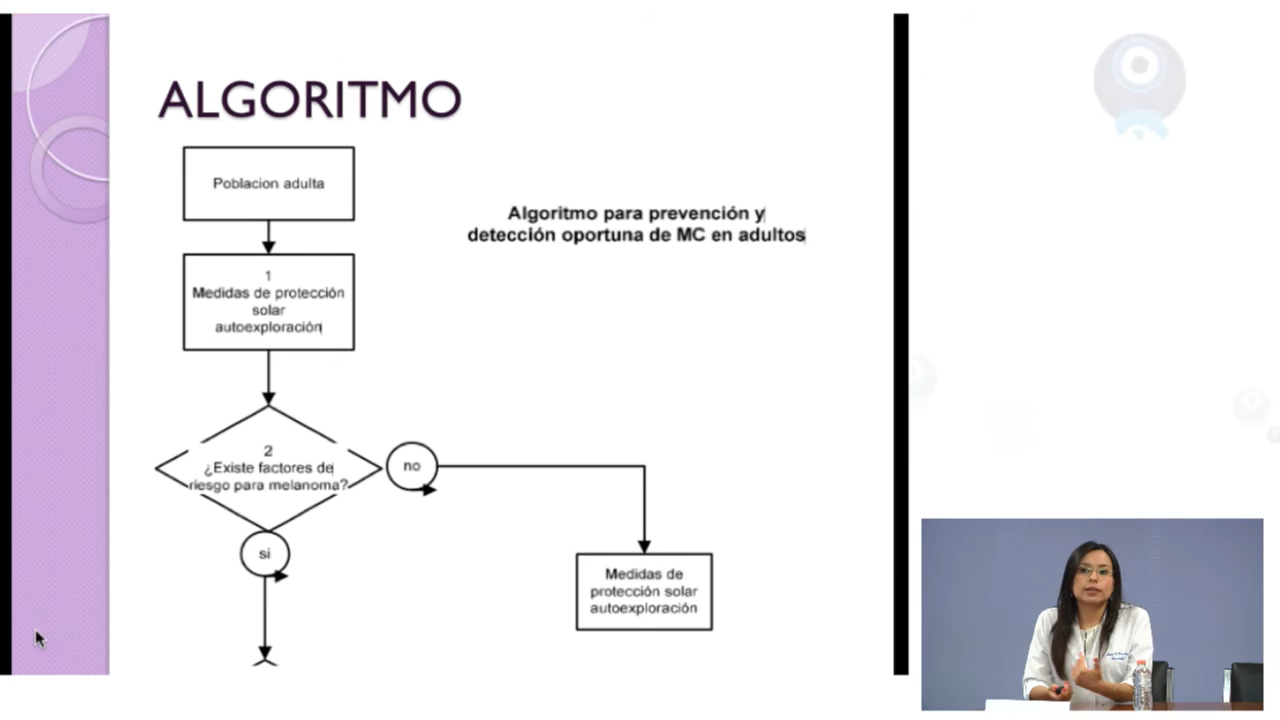 ALGORITMO
Poblacion adulta
Algoritmo para prevención y
detección oportuna de MC en adultos
1
Medidas de protección
solar
autoexploración
2
¿Existe factores de
riesgo para melanoma?
no
si
Medidas de
protección solar
autoexploración